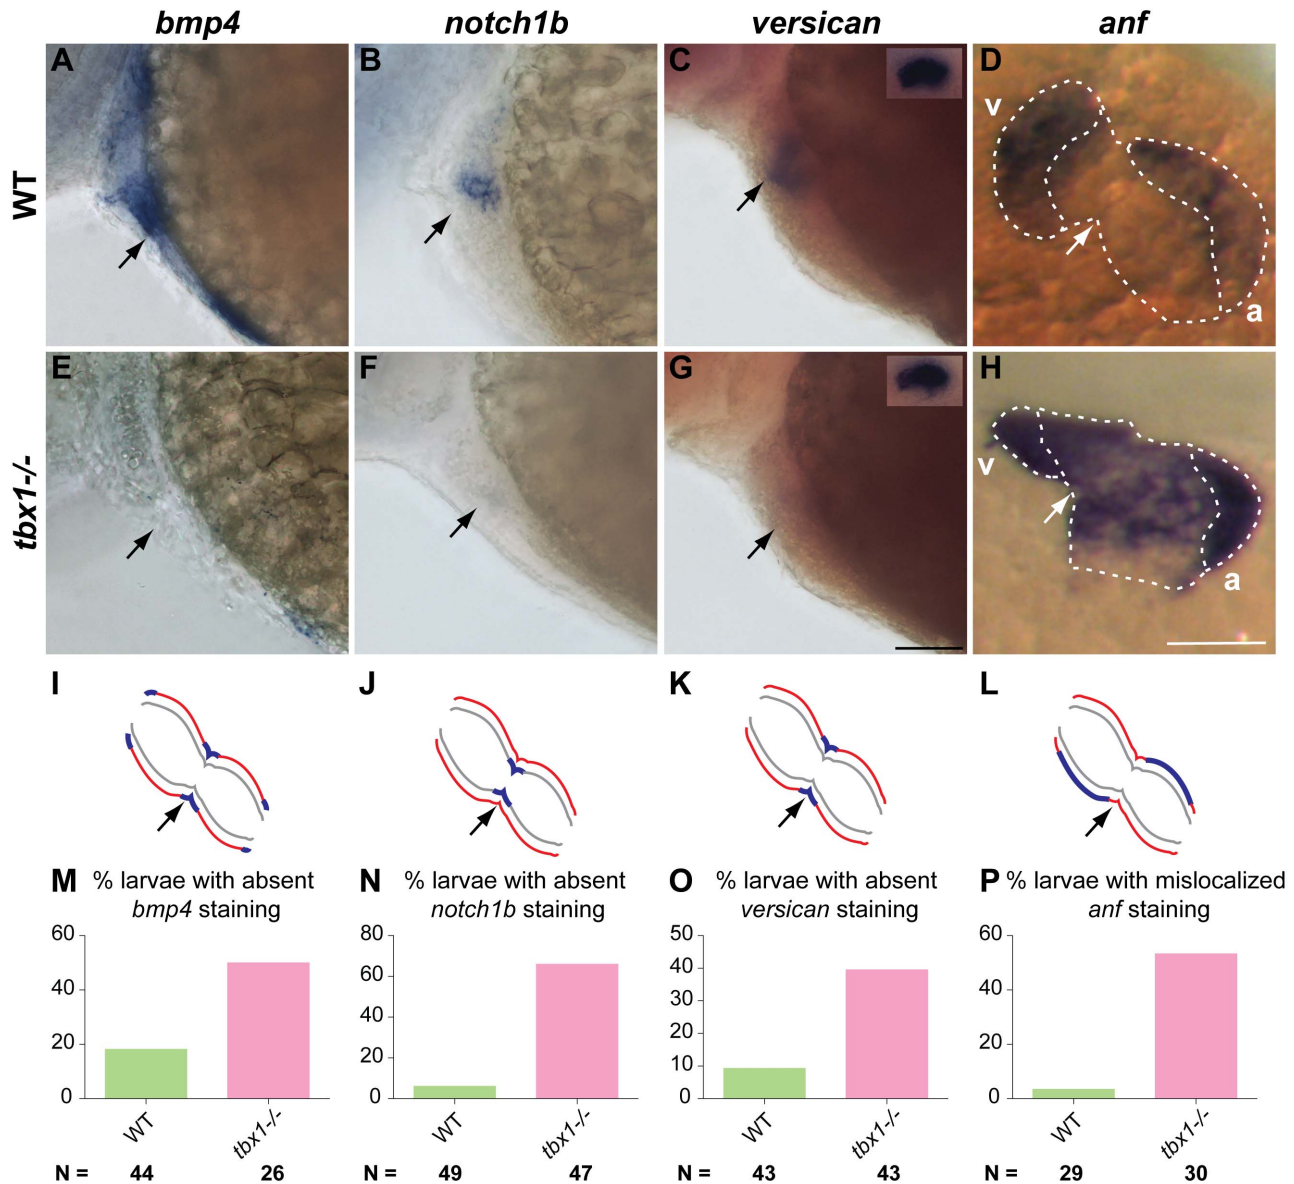 bmp4 notch1b versican anf
WT
A B C D
v
a
tbx1-/-
E F G H
v
a
I J K L
M % larvae with absent bmp4 staining
N % larvae with absent notch1b staining
O % larvae with absent versican staining
P % larvae with mislocalized anf staining
60
40
20
0
WT tbx1-/-
N = 44 26
80
60
40
20
0
WT tbx1-/-
N = 49 47
50
40
30
20
10
0
WT tbx1-/-
N = 43 43
60
40
20
0
WT tbx1-/-
N = 29 30